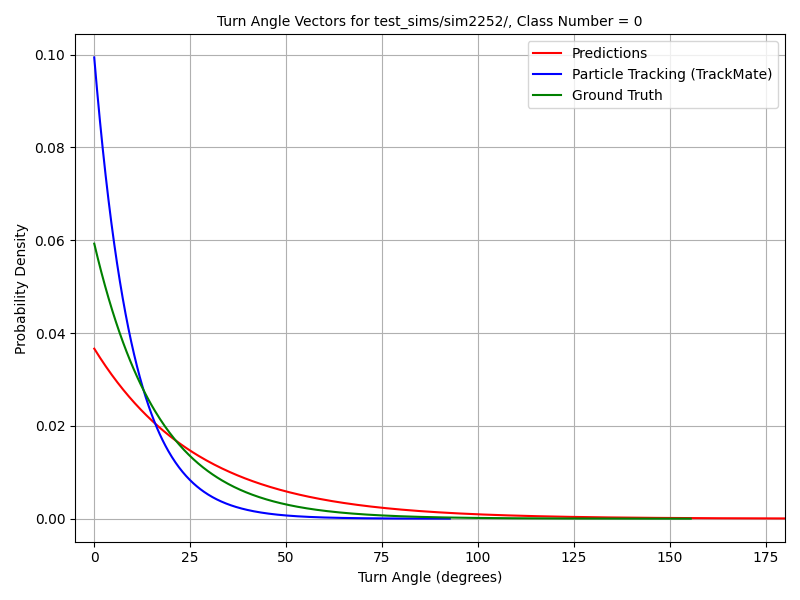 Turn Angle Vectors for test_sims/sim2252/, Class Number = 0
Predictions
Particle Tracking (TrackMate)
Ground Truth
Probability Density
0.10
0.08
0.06
0.04
0.02
0.00
0 25 50 75 100 125 150 175
Turn Angle (degrees)